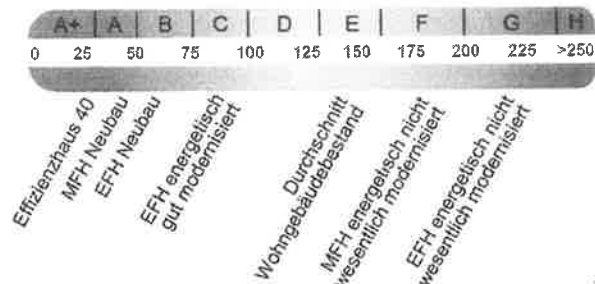 A+ | A | B | C | D | E | F | G | H
0 25 50 75 100 125 150 175 200 225 >250
Effizienzhaus 40
MFH Neubau
EFH Neubau
EFH energetisch
gut modernisiert
Durchschnitt
Wohngebäudebestand
MFH energetisch nicht
wesentlich modernisiert
EFH energetisch nicht
wesentlich modernisiert